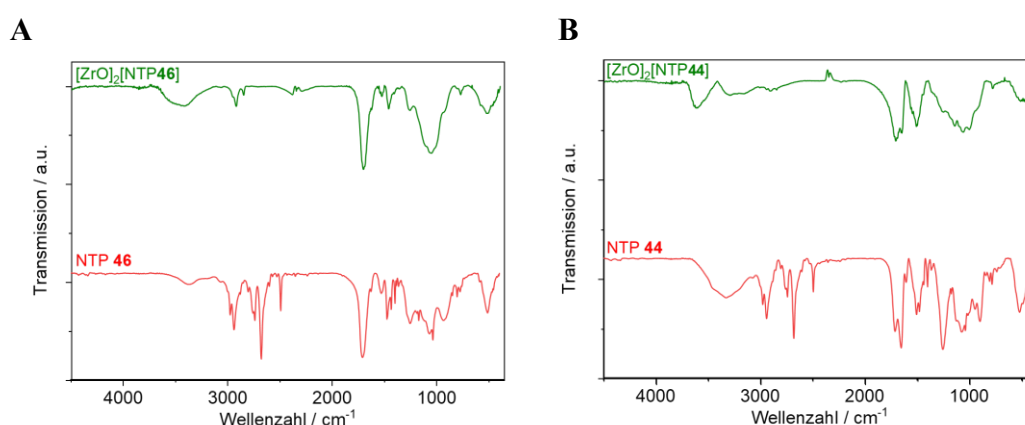 A
[ZrO]₂[NTP46]
NTP 46
Transmission / a.u.
4000 3000 2000 1000
Wellenzahl / cm⁻¹
B
[ZrO]₂[NTP44]
NTP 44
Transmission / a.u.
4000 3000 2000 1000
Wellenzahl / cm⁻¹